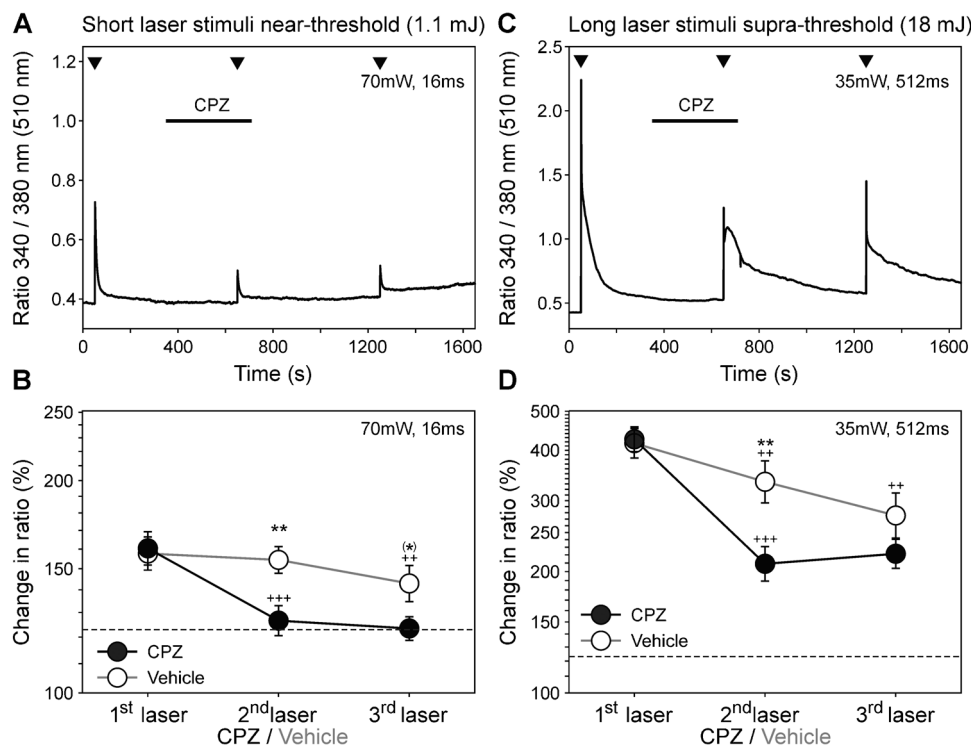 A Short laser stimuli near-threshold (1.1 mJ)
70mW, 16ms
CPZ
Ratio 340 / 380 nm (510 nm)
1.2
1.0
0.8
0.6
0.4
0 400 800 1200 1600
Time (s)
C Long laser stimuli supra-threshold (18 mJ)
35mW, 512ms
CPZ
Ratio 340 / 380 nm (510 nm)
2.5
2.0
1.5
1.0
0.5
0 400 800 1200 1600
Time (s)
B
70mW, 16ms
Change in ratio (%)
250
200
150
100
**
+++
(*)
++
CPZ
Vehicle
1st laser 2nd laser 3rd laser
CPZ / Vehicle
D
35mW, 512ms
Change in ratio (%)
500
400
300
250
200
150
120
100
**
++
+++
++
CPZ
Vehicle
1st laser 2nd laser 3rd laser
CPZ / Vehicle